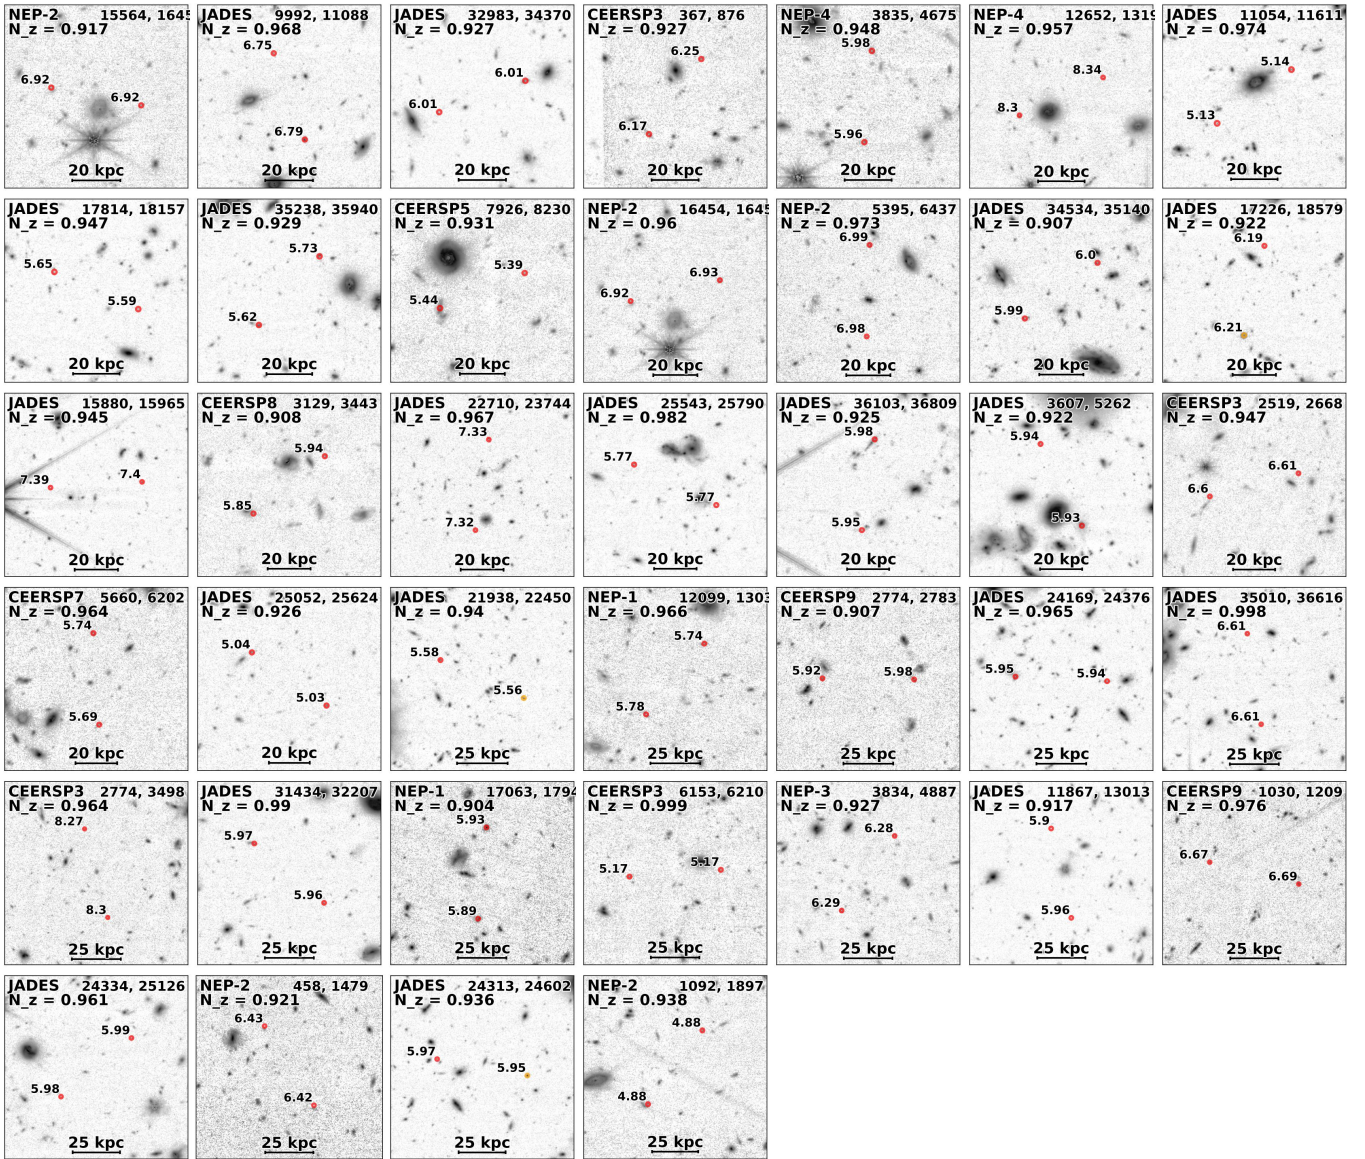 NEP-2 15564, 1645
N_z = 0.917
6.92
6.92
20 kpc
JADES 9992, 11088
N_z = 0.968
6.75
6.79
20 kpc
JADES 32983, 34370
N_z = 0.927
6.01
6.01
20 kpc
CEERSP3 367, 876
N_z = 0.927
6.25
6.17
20 kpc
NEP-4 3835, 4675
N_z = 0.948
5.98
5.96
20 kpc
NEP-4 12652, 1319
N_z = 0.957
8.34
8.3
20 kpc
JADES 11054, 11611
N_z = 0.974
5.14
5.13
20 kpc
JADES 17814, 18157
N_z = 0.947
5.65
5.59
20 kpc
JADES 35238, 35940
N_z = 0.929
5.73
5.62
20 kpc
CEERSP5 7926, 8230
N_z = 0.931
5.39
5.44
20 kpc
NEP-2 16454, 1645
N_z = 0.96
6.93
6.92
20 kpc
NEP-2 5395, 6437
N_z = 0.973
6.99
6.98
20 kpc
JADES 34534, 35140
N_z = 0.907
6.0
5.99
20 kpc
JADES 17226, 18579
N_z = 0.922
6.19
6.21
20 kpc
JADES 15880, 15965
N_z = 0.945
7.4
7.39
20 kpc
CEERSP8 3129, 3443
N_z = 0.908
5.94
5.85
20 kpc
JADES 22710, 23744
N_z = 0.967
7.33
7.32
20 kpc
JADES 25543, 25790
N_z = 0.982
5.77
5.77
20 kpc
JADES 36103, 36809
N_z = 0.925
5.98
5.95
20 kpc
JADES 3607, 5262
N_z = 0.922
5.94
5.93
20 kpc
CEERSP3 2519, 2668
N_z = 0.947
6.61
6.6
20 kpc
CEERSP7 5660, 6202
N_z = 0.964
5.74
5.69
20 kpc
JADES 25052, 25624
N_z = 0.926
5.04
5.03
20 kpc
JADES 21938, 22450
N_z = 0.94
5.58
5.56
25 kpc
NEP-1 12099, 1303
N_z = 0.966
5.74
5.78
25 kpc
CEERSP9 2774, 2783
N_z = 0.907
5.92
5.98
25 kpc
JADES 24169, 24376
N_z = 0.965
5.95
5.94
25 kpc
JADES 35010, 36616
N_z = 0.998
6.61
6.61
25 kpc
CEERSP3 2774, 3498
N_z = 0.964
8.27
8.3
25 kpc
JADES 31434, 32207
N_z = 0.99
5.97
5.96
25 kpc
NEP-1 17063, 1794
N_z = 0.904
5.93
5.89
25 kpc
CEERSP3 6153, 6210
N_z = 0.999
5.17
5.17
25 kpc
NEP-3 3834, 4887
N_z = 0.927
6.28
6.29
25 kpc
JADES 11867, 13013
N_z = 0.917
5.9
5.96
25 kpc
CEERSP9 1030, 1209
N_z = 0.976
6.67
6.69
25 kpc
JADES 24334, 25126
N_z = 0.961
5.99
5.98
25 kpc
NEP-2 458, 1479
N_z = 0.921
6.43
6.42
25 kpc
JADES 24313, 24602
N_z = 0.936
5.97
5.95
25 kpc
NEP-2 1092, 1897
N_z = 0.938
4.88
4.88
25 kpc